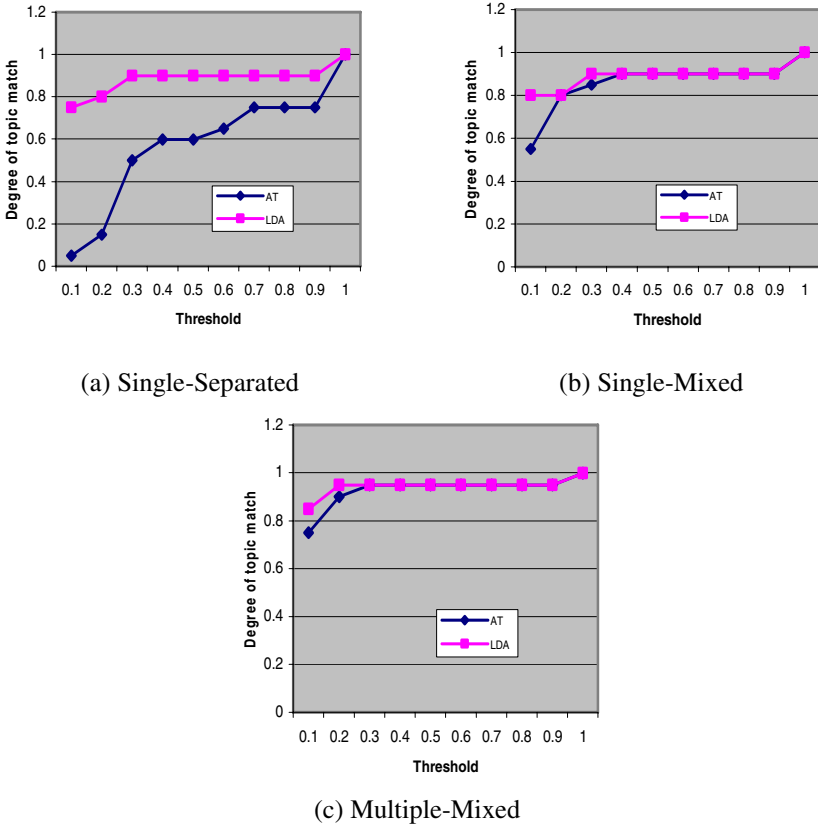 1.2
1
0.8
0.6
0.4
0.2
0
Degree of topic match
AT
LDA
0.1 0.2 0.3 0.4 0.5 0.6 0.7 0.8 0.9 1
Threshold
(a) Single-Separated
1.2
1
0.8
0.6
0.4
0.2
0
Degree of topic match
AT
LDA
0.1 0.2 0.3 0.4 0.5 0.6 0.7 0.8 0.9 1
Threshold
(b) Single-Mixed
1.2
1
0.8
0.6
0.4
0.2
0
Degree of topic match
AT
LDA
0.1 0.2 0.3 0.4 0.5 0.6 0.7 0.8 0.9 1
Threshold
(c) Multiple-Mixed